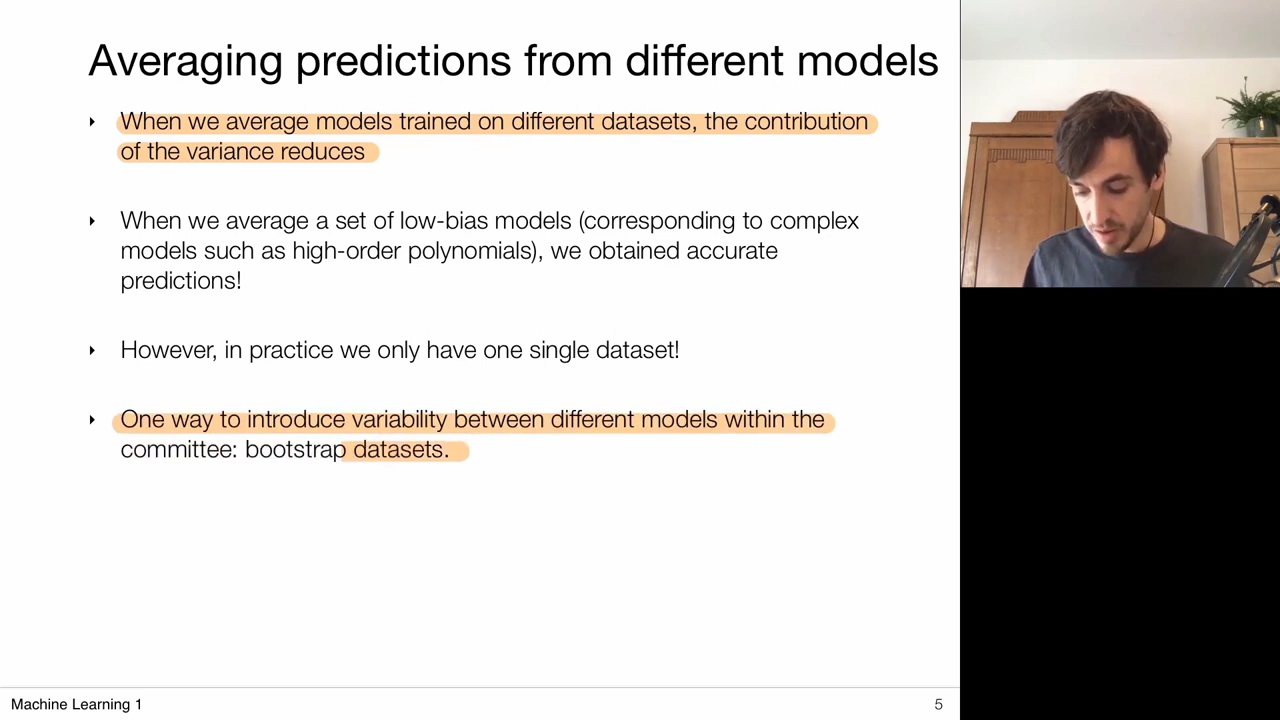 Averaging predictions from different models
‣ When we average models trained on different datasets, the contribution
of the variance reduces
‣ When we average a set of low-bias models (corresponding to complex
models such as high-order polynomials), we obtained accurate
predictions!
‣ However, in practice we only have one single dataset!
‣ One way to introduce variability between different models within the
committee: bootstrap datasets.
Machine Learning 1
5